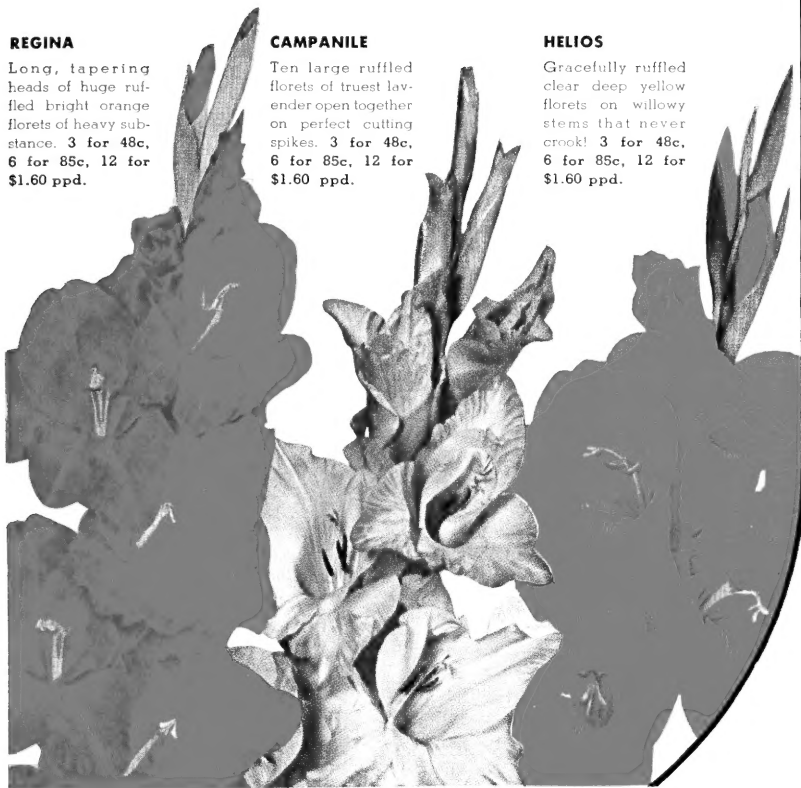 REGINA
Long, tapering
heads of huge ruf-
fled bright orange
florets of heavy sub-
stance. 3 for 48c,
6 for 85c, 12 for
$1.60 ppd.
CAMPANILE
Ten large ruffled
florets of truest lav-
ender open together
on perfect cutting
spikes. 3 for 48c,
6 for 85c, 12 for
$1.60 ppd.
HELIOS
Gracefully ruffled
clear deep yellow
florets on willowy
stems that never
crook! 3 for 48c,
6 for 85c, 12 for
$1.60 ppd.